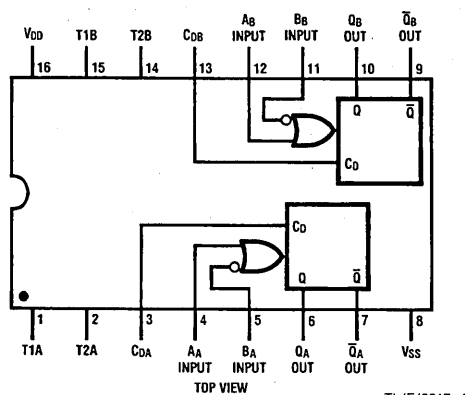 VDD T1B T2B CDB AB INPUT BB INPUT QB OUT Q̅B OUT
16 15 14 13 12 11 10 9
Q Q̅
CD
CD
Q Q̅
1 2 3 4 5 6 7 8
T1A T2A CDA AA INPUT BA INPUT QA OUT Q̅A OUT VSS
TOP VIEW